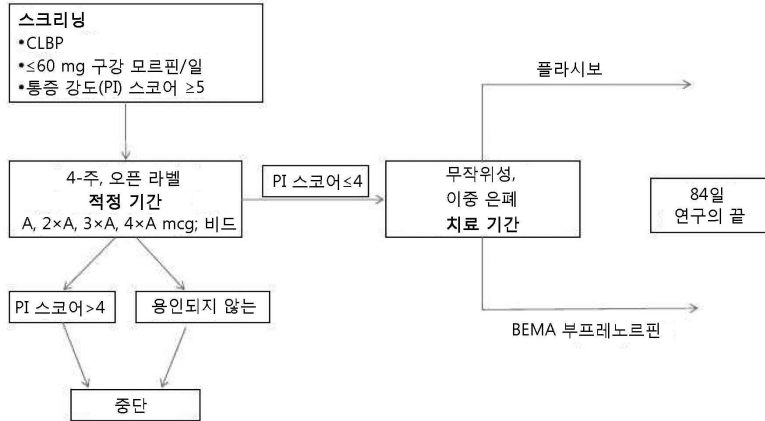 스크리닝
•CLBP
•≤60 mg 구강 모르핀/일
•통증 강도(PI) 스코어 ≥5
플라시보
4-주, 오픈 라벨
적정 기간
A, 2×A, 3×A, 4×A mcg; 비드
PI 스코어≤4
무작위성,
이중 은폐
치료 기간
84일
연구의 끝
PI 스코어>4
용인되지 않는
BEMA 부프레노르핀
중단